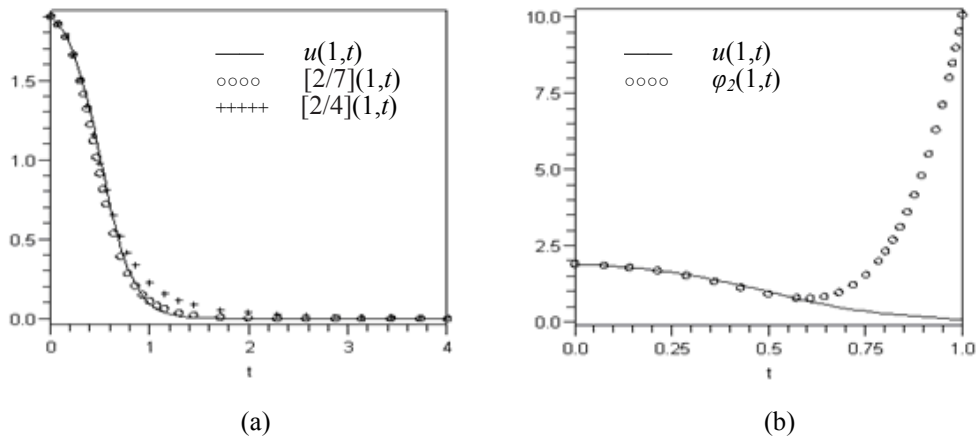 u(1,t)
○○○○ [2/7](1,t)
+++++ [2/4](1,t)
1.5
1.0
0.5
0.0
0 1 2 3 4
t
(a)
10.0
u(1,t)
○○○○ φ₂(1,t)
7.5
5.0
2.5
0.0
0.0 0.25 0.5 0.75 1.0
t
(b)